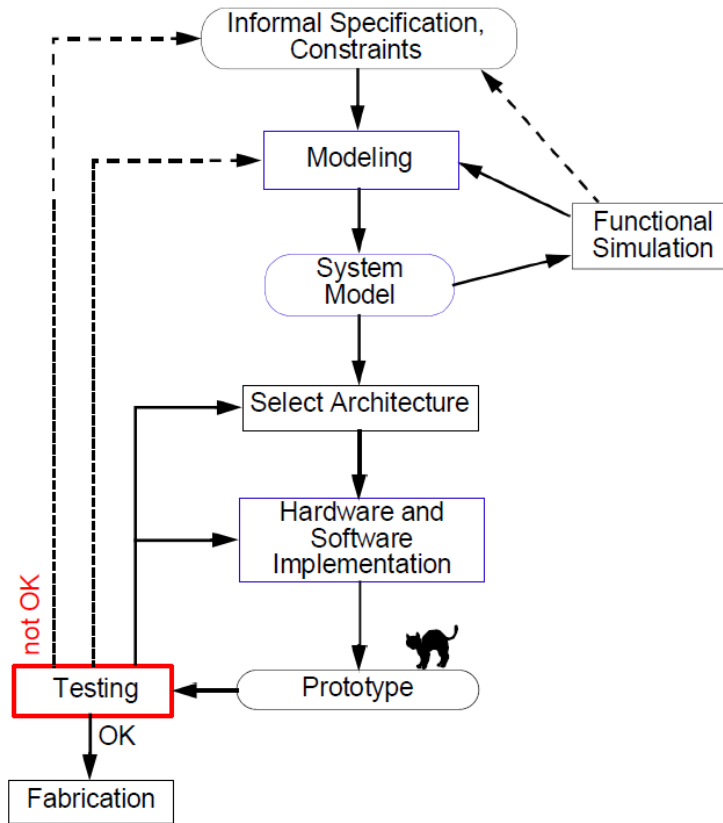 Informal Specification,
Constraints
Modeling
Functional
Simulation
System
Model
Select Architecture
Hardware and
Software
Implementation
not OK
Prototype
Testing
OK
Fabrication